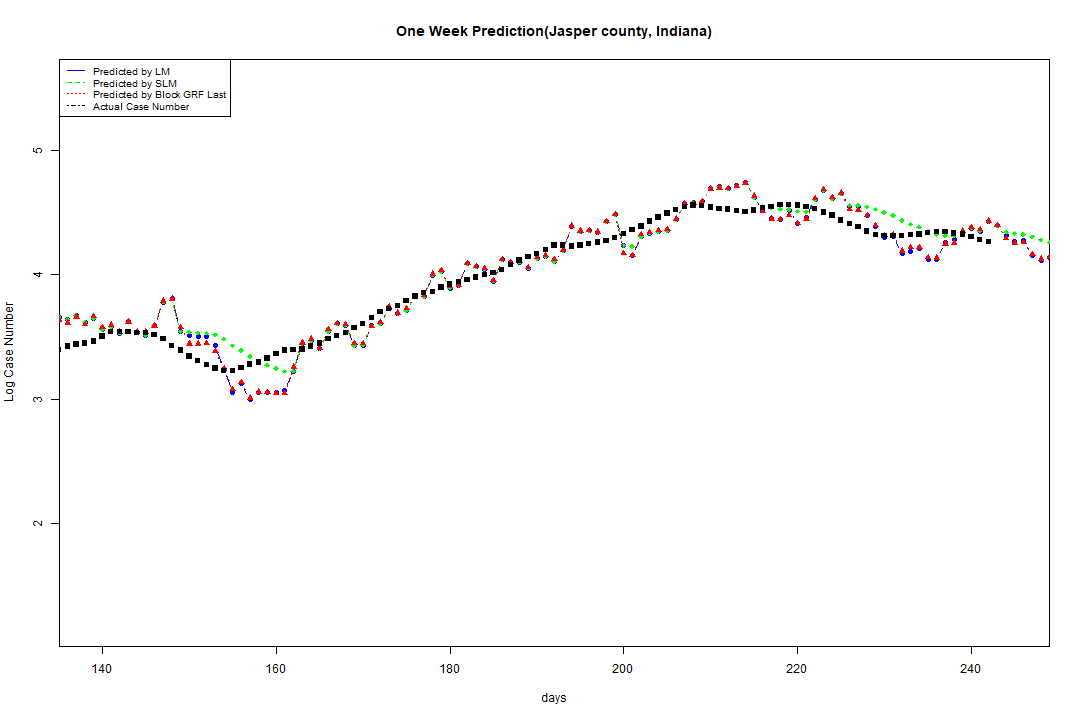 One Week Prediction(Jasper county, Indiana)
Predicted by LM
Predicted by SLM
Predicted by Block GRF Last
Actual Case Number
5
4
3
2
Log Case Number
140 160 180 200 220 240
days